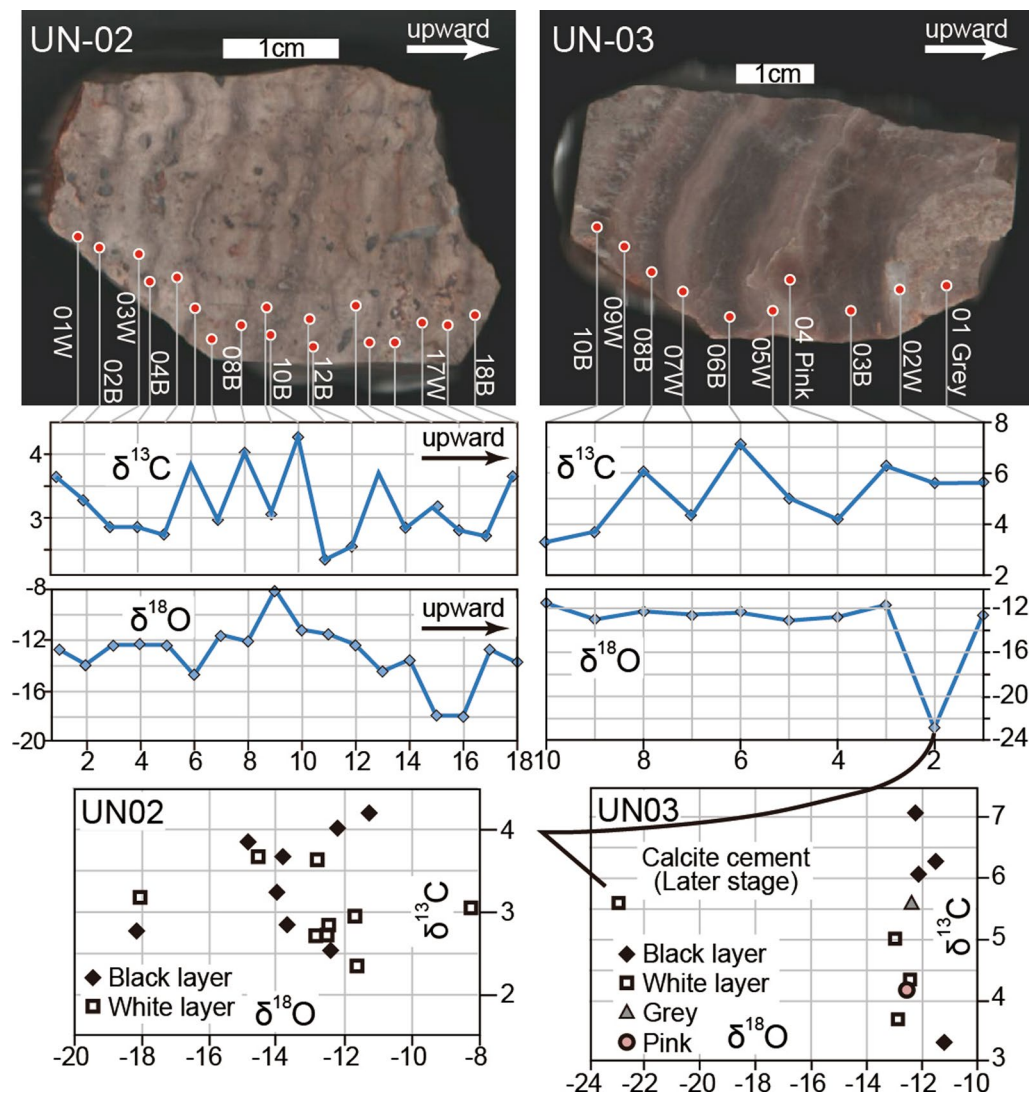 UN-02
1cm
upward
01W
02B
03W
04B
08B
10B
12B
17W
18B
UN-03
1cm
upward
10B
09W
08B
07W
06B
05W
04 Pink
03B
02W
01 Grey
4
3
δ13C
upward
-8
-12
-16
-20
δ18O
upward
2 4 6 8 10 12 14 16 18
8
6
4
2
δ13C
-12
-16
-20
-24
δ18O
10 8 6 4 2
UN02
4
3
2
δ13C
Black layer
White layer
δ18O
-20 -18 -16 -14 -12 -10 -8
UN03
Calcite cement
(Later stage)
7
6
5
4
3
δ13C
Black layer
White layer
Grey
Pink
δ18O
-24 -22 -20 -18 -16 -14 -12 -10